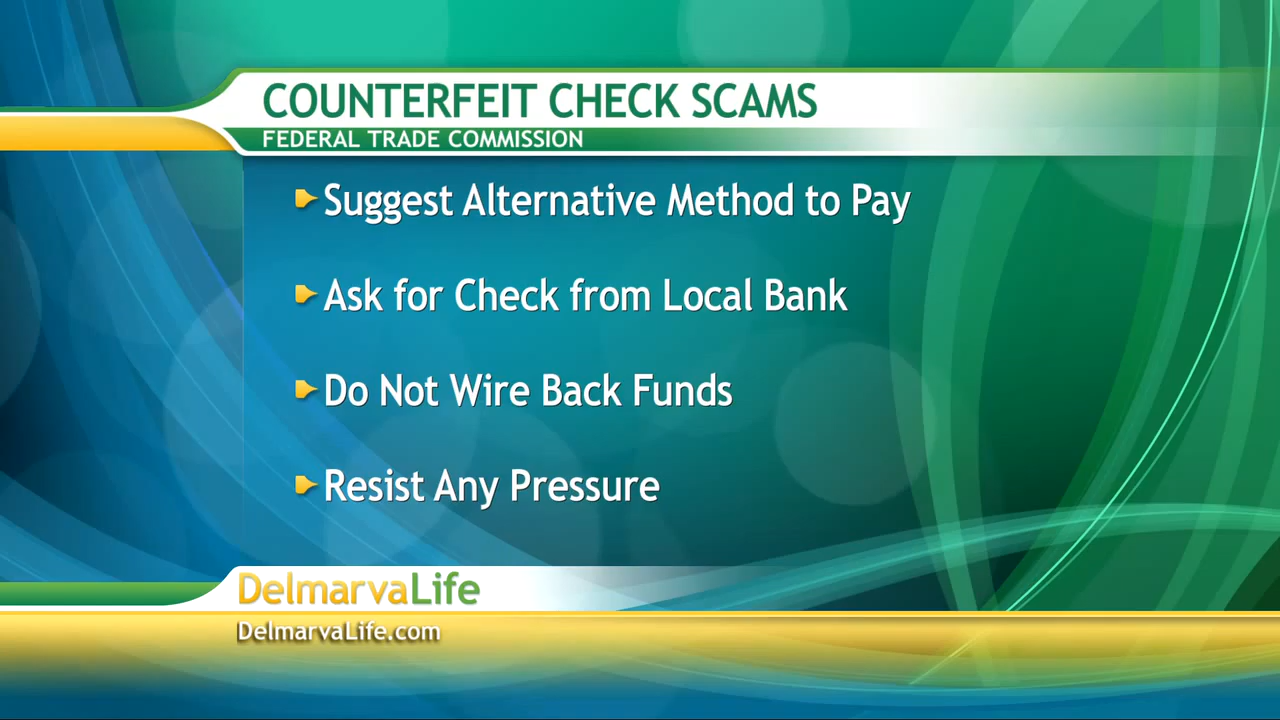 COUNTERFEIT CHECK SCAMS
FEDERAL TRADE COMMISSION
Suggest Alternative Method to Pay
Ask for Check from Local Bank
Do Not Wire Back Funds
Resist Any Pressure
DelmarvaLife
DelmarvaLife.com